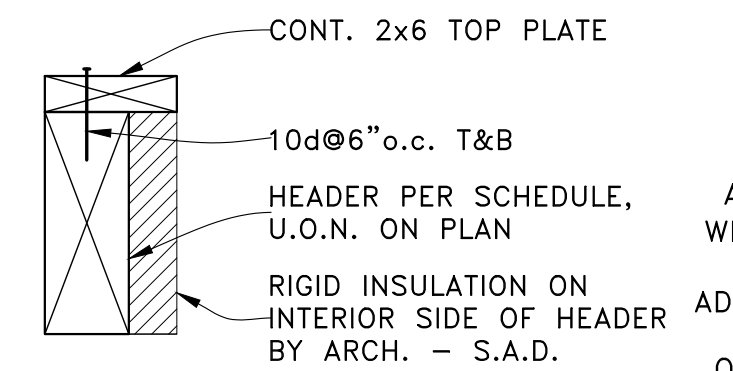 CONT. 2x6 TOP PLATE
10d@6”o.c. T&B
HEADER PER SCHEDULE,
U.O.N. ON PLAN
RIGID INSULATION ON
INTERIOR SIDE OF HEADER
BY ARCH. – S.A.D.
AD